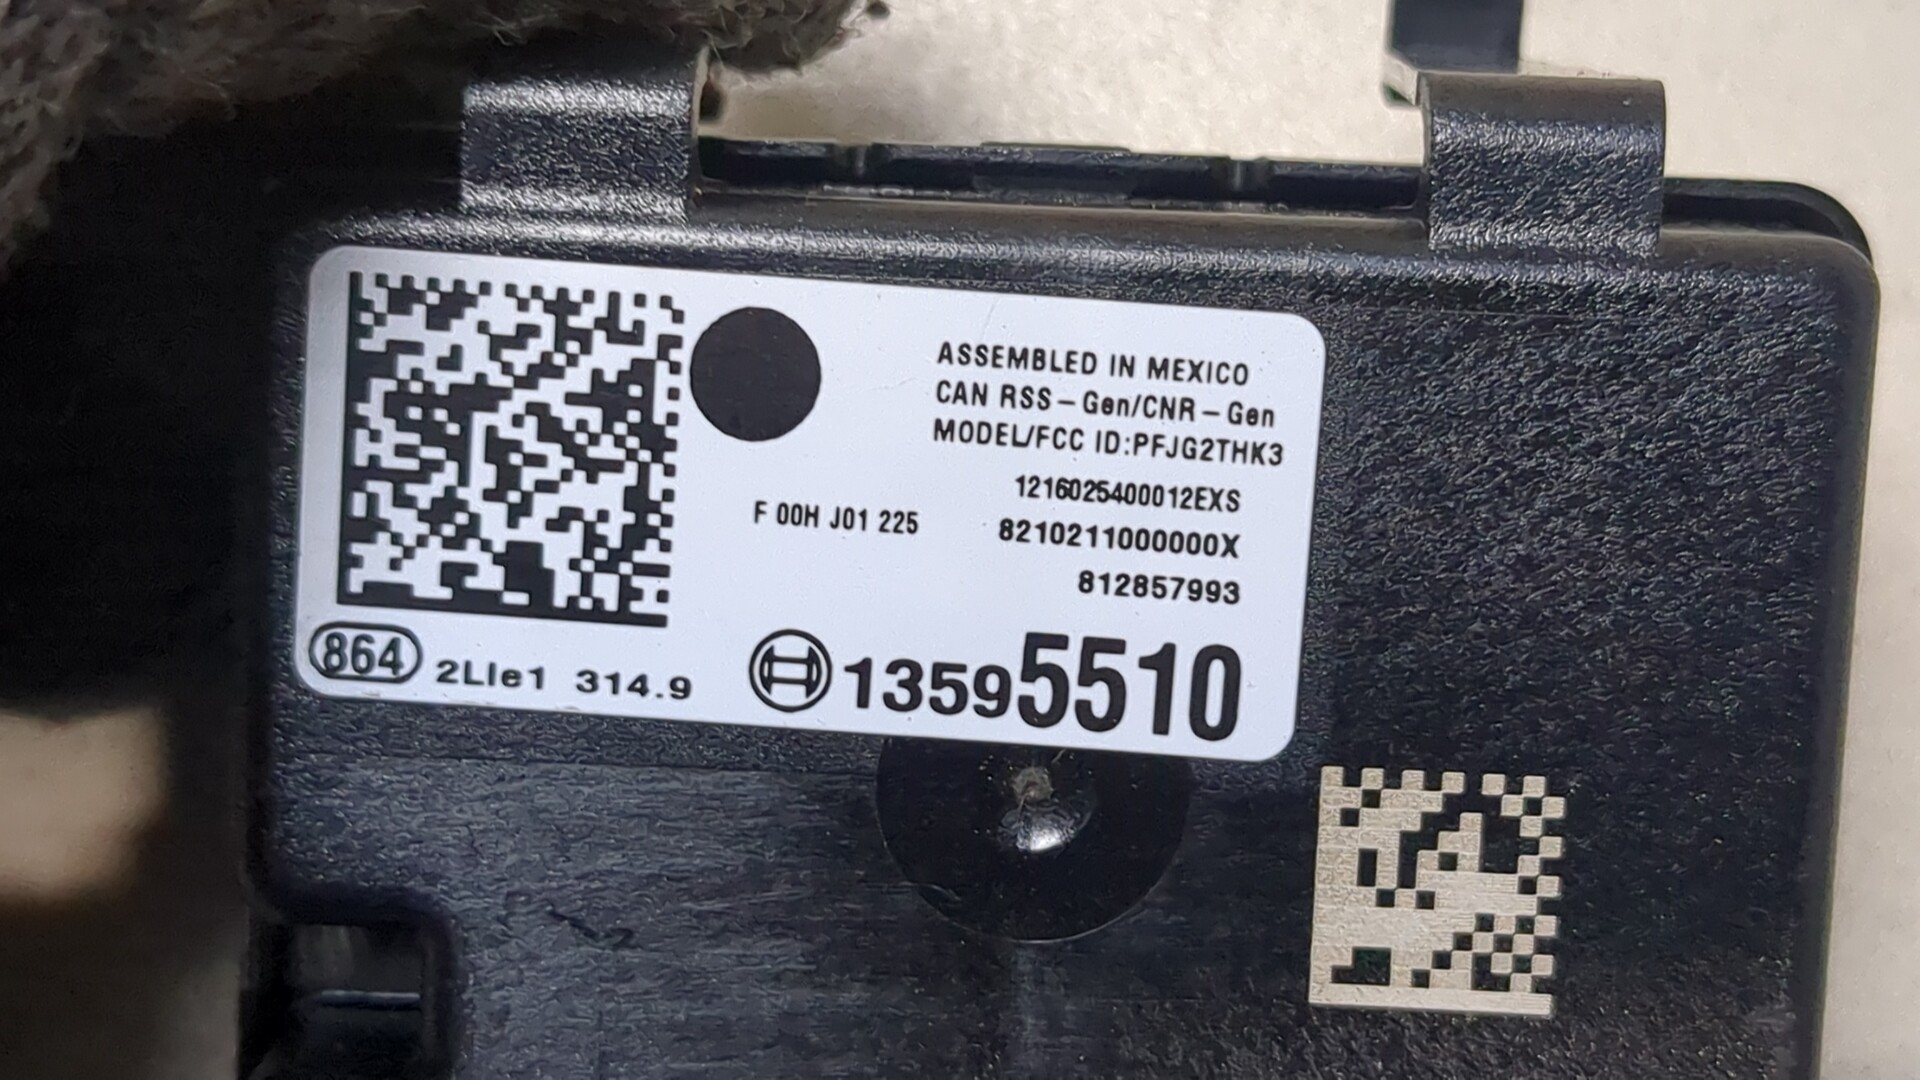 ASSEMBLED IN MEXICO
CAN RSS – Gen/CNR – Gen
MODEL/FCC ID:PFJG2THK3
1216025400012EXS
F 00H J01 225
8210211000000X
812857993
864 2LIe1 314.9
13595510